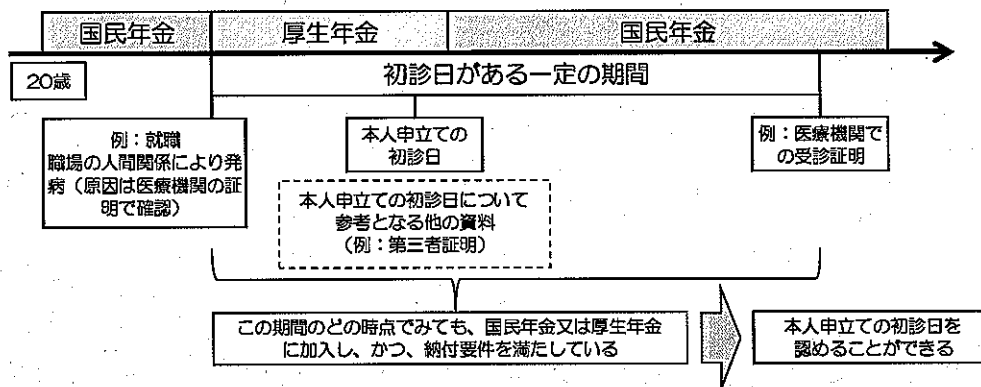 国民年金
厚生年金
国民年金
20歳
初診日がある一定の期間
例：就職
職場の人間関係により発
病（原因は医療機関の証
明で確認）
本人申立ての
初診日
例：医療機関で
の受診証明
本人申立ての初診日について
参考となる他の資料
（例：第三者証明）
この期間のどの時点でみても、国民年金又は厚生年金
に加入し、かつ、納付要件を満たしている
本人申立ての初診日を
認めることができる